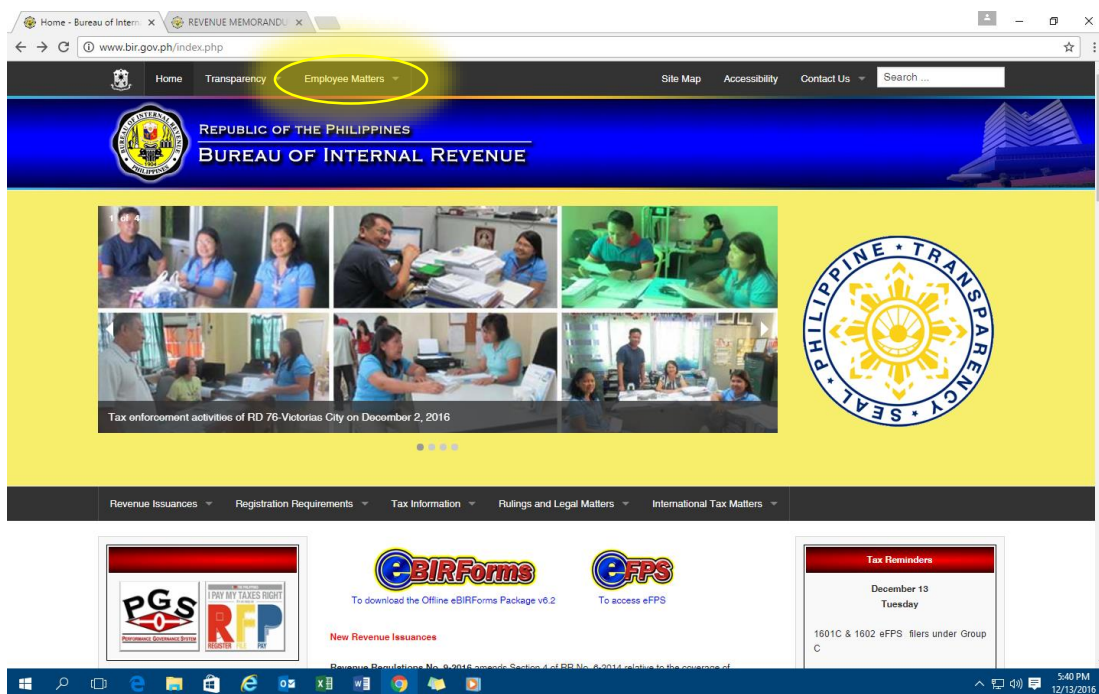 Home - Bureau of Intern
REVENUE MEMORANDU
www.bir.gov.ph/index.php
Home Transparency Employee Matters Site Map Accessibility Contact Us Search ...
BUREAU OF INTERNAL REVENUE
1904
PHILIPPINES
REPUBLIC OF THE PHILIPPINES
BUREAU OF INTERNAL REVENUE
1 of 4
Tax enforcement activities of RD 76-Victorias City on December 2, 2016
PHILIPPINE TRANSPARENCY SEAL
Revenue Issuances Registration Requirements Tax Information Rulings and Legal Matters International Tax Matters
PGS
PERFORMANCE GOVERNANCE SYSTEM
I PAY MY TAXES RIGHT
RFP
REGISTER FILE PAY
eBIRForms
To download the Offline eBIRForms Package v6.2
eFPS
To access eFPS
New Revenue Issuances
Revenue Regulations No. 9-2016 amends Section 4 of RR No. 6-2014 relative to the coverage of
Tax Reminders
December 13
Tuesday
1601C & 1602 eFPS filers under Group
C
5:40 PM
12/13/2016